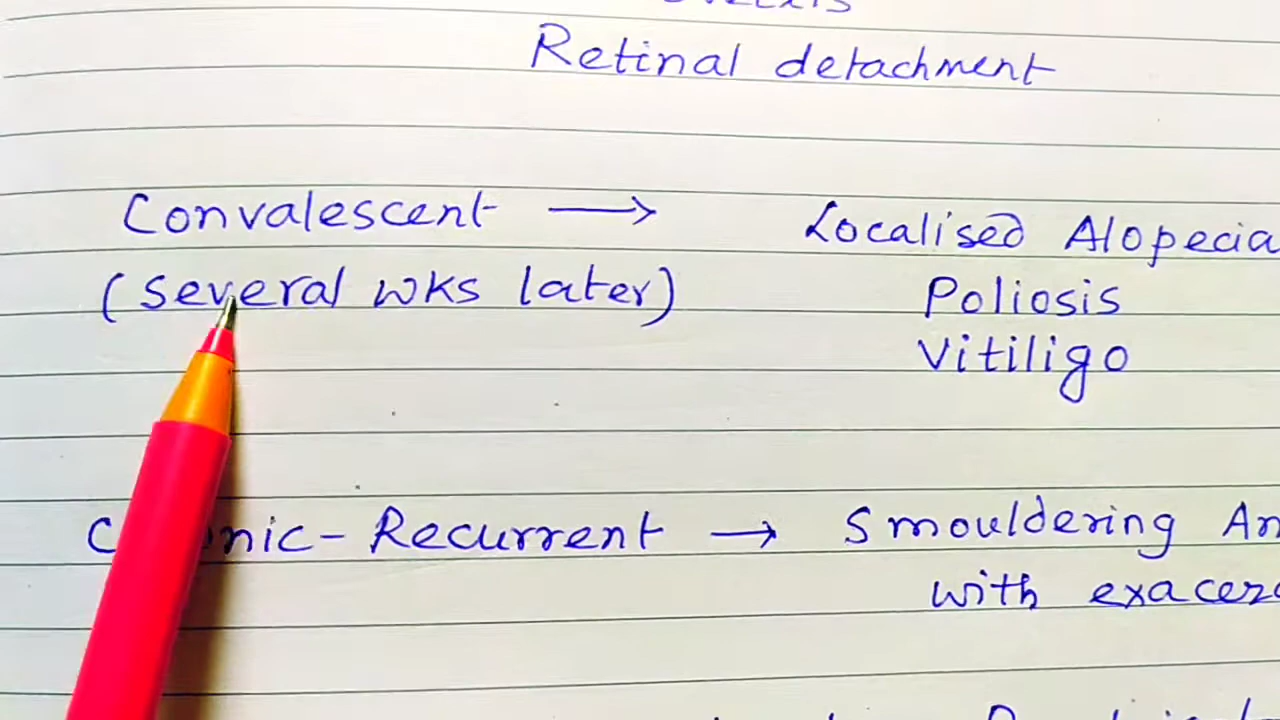 Retinal detachment
Convalescent → Localised Alopecia
(several wks later) Poliosis
Vitiligo
-Recurrent → Smouldering
with